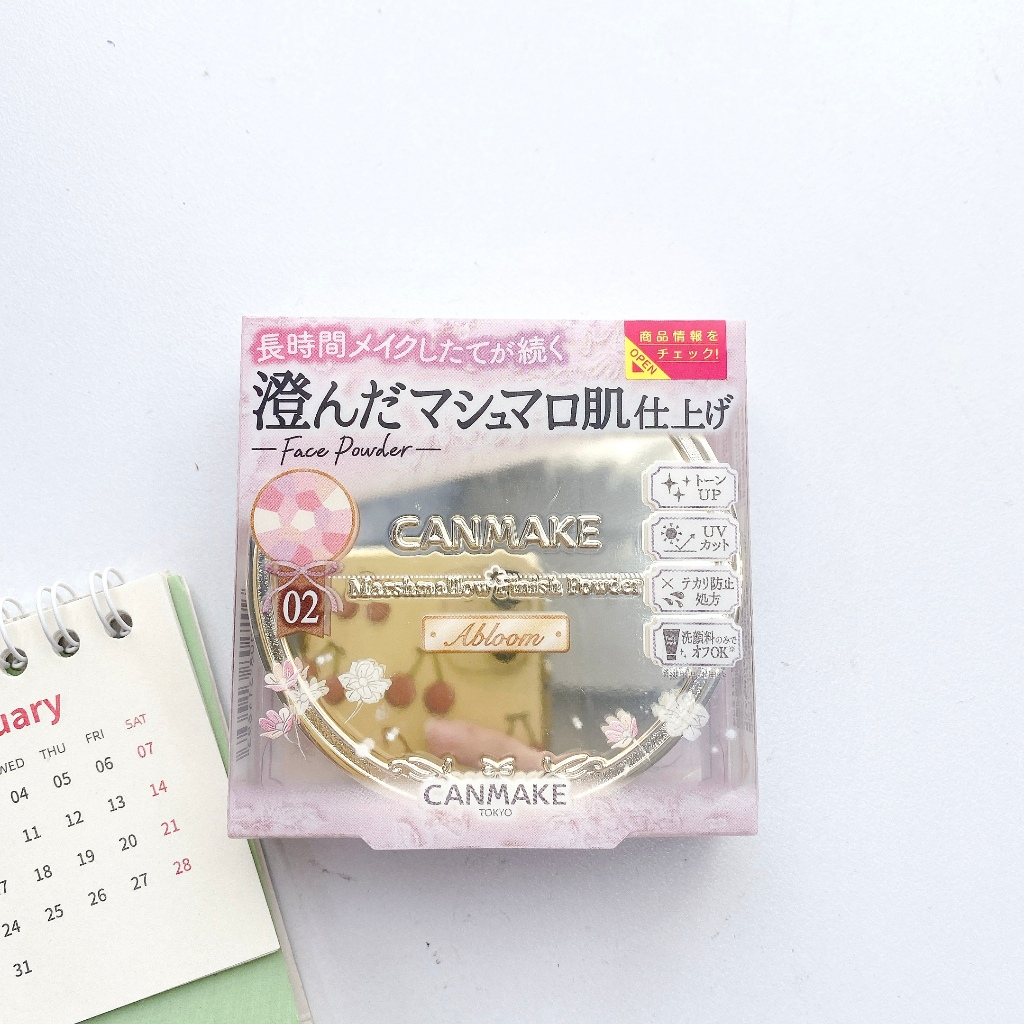 長時間メイクしたてが続く
商品情報を
チェック!
OPEN
澄んだマシュマロ肌仕上げ
Face Powder
トーン
UP
CANMAKE
UV
カット
Marshmallow Finish Powder
テカリ防止
処方
02
Abloom
洗顔料のみで
オフOK※
CANMAKE
TOKYO
uary
WED THU FRI SAT
04 05 06 07
11 12 13 14
18 19 20 21
24 25 26 27 28
31